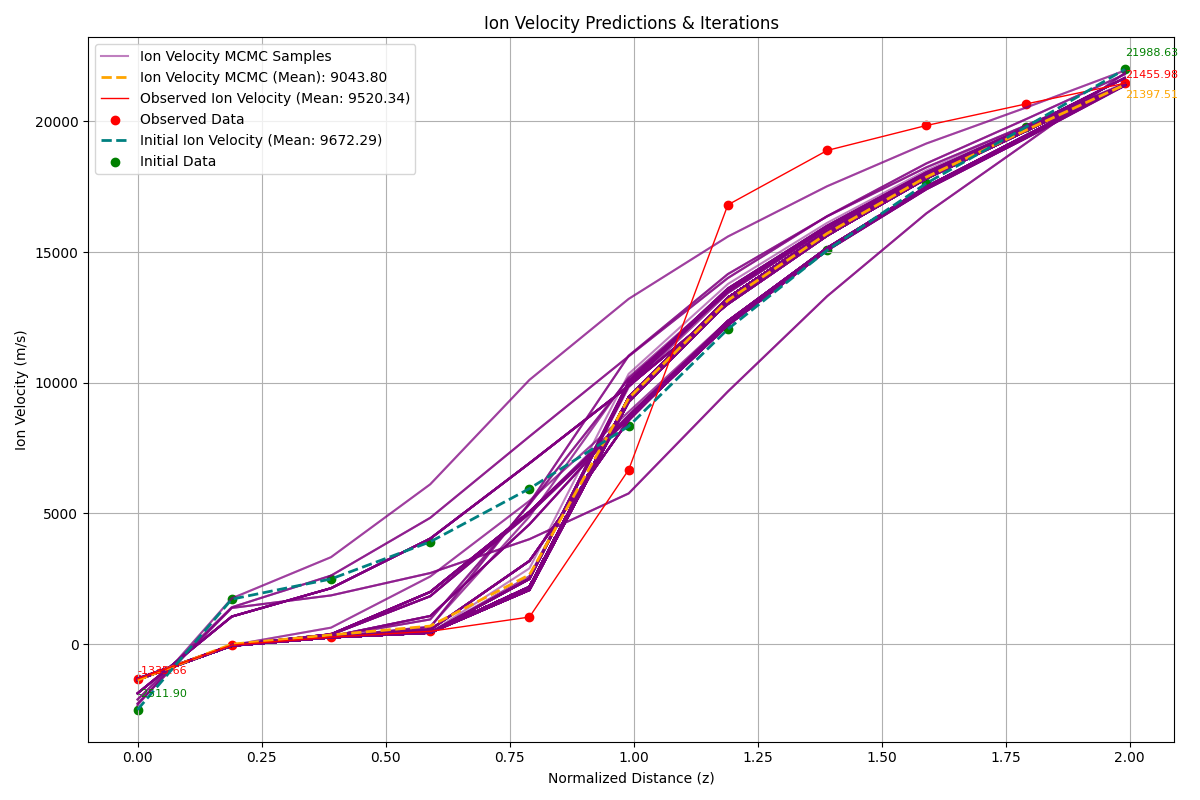 Ion Velocity Predictions & Iterations
Ion Velocity MCMC Samples
Ion Velocity MCMC (Mean): 9043.80
Observed Ion Velocity (Mean: 9520.34)
Observed Data
Initial Ion Velocity (Mean: 9672.29)
Initial Data
21988.63
21455.98
21397.51
20000
15000
10000
5000
0
Ion Velocity (m/s)
0.00
0.25
0.50
0.75
1.00
1.25
1.50
1.75
2.00
Normalized Distance (z)